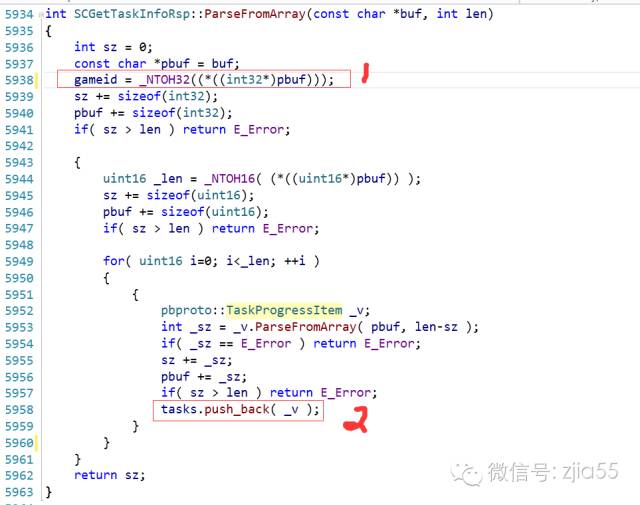 5934 int SCGetTaskInfoRsp::ParseFromArray(const char *buf, int len)
5935 {
5936     int sz = 0;
5937     const char *pbuf = buf;
5938     gameid = _NTOH32((*((int32*)pbuf))); 1
5939     sz += sizeof(int32);
5940     pbuf += sizeof(int32);
5941     if( sz > len ) return E_Error;
5942
5943     {
5944         uint16 _len = _NTOH16( (*((uint16*)pbuf)) );
5945         sz += sizeof(uint16);
5946         pbuf += sizeof(uint16);
5947         if( sz > len ) return E_Error;
5948
5949         for( uint16 i=0; i<_len; ++i )
5950         {
5951             {
5952                 pbproto::TaskProgressItem _v;
5953                 int _sz = _v.ParseFromArray( pbuf, len-sz );
5954                 if( _sz == E_Error ) return E_Error;
5955                 sz += _sz;
5956                 pbuf += _sz;
5957                 if( sz > len ) return E_Error;
5958                 tasks.push_back( _v ); 2
5959             }
5960         }
5961     }
5962     return sz;
5963 }
微信号: zjia55